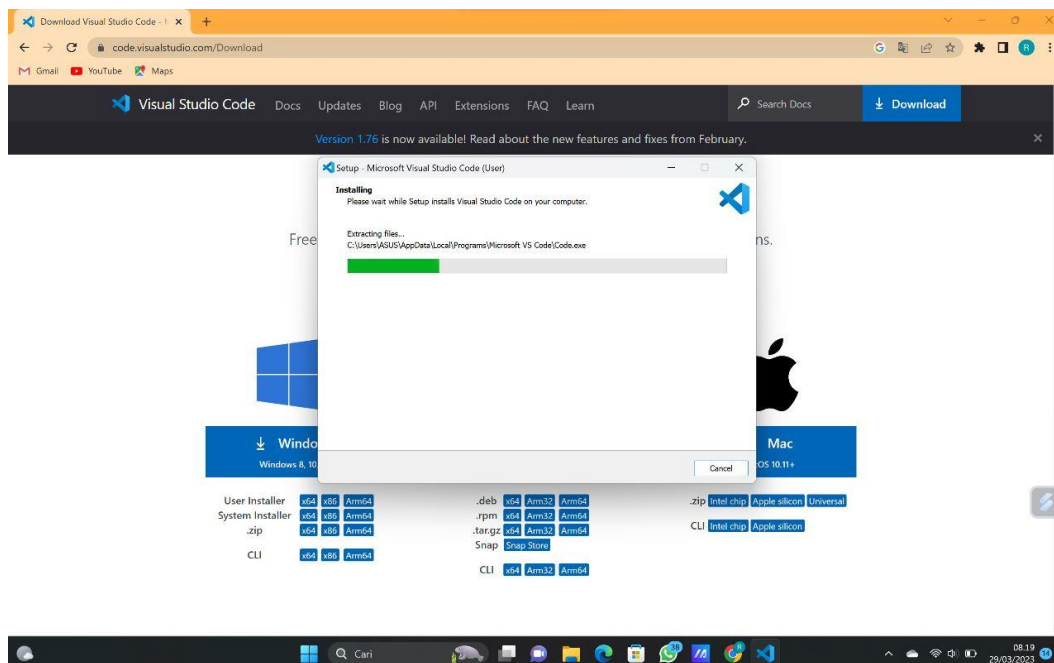 Download Visual Studio Code -
code.visualstudio.com/Download
Gmail YouTube Maps
Visual Studio Code Docs Updates Blog API Extensions FAQ Learn Search Docs Download
Version 1.76 is now available! Read about the new features and fixes from February.
Setup - Microsoft Visual Studio Code (User)
Installing
Please wait while Setup installs Visual Studio Code on your computer.
Free
ns.
Extracting files...
C:\Users\ASUS\AppData\Local\Programs\Microsoft VS Code\Code.exe
Windo
Windows 8, 10
Mac
OS 10.11+
Cancel
User Installer x64 x86 Arm64
System Installer x64 x86 Arm64
.zip x64 x86 Arm64
CLI x64 x86 Arm64
.deb x64 Arm32 Arm64
.rpm x64 Arm32 Arm64
.tar.gz x64 Arm32 Arm64
Snap Snap Store
CLI x64 Arm32 Arm64
.zip Intel chip Apple silicon Universal
CLI Intel chip Apple silicon
Cari
38
08.19
29/03/2023